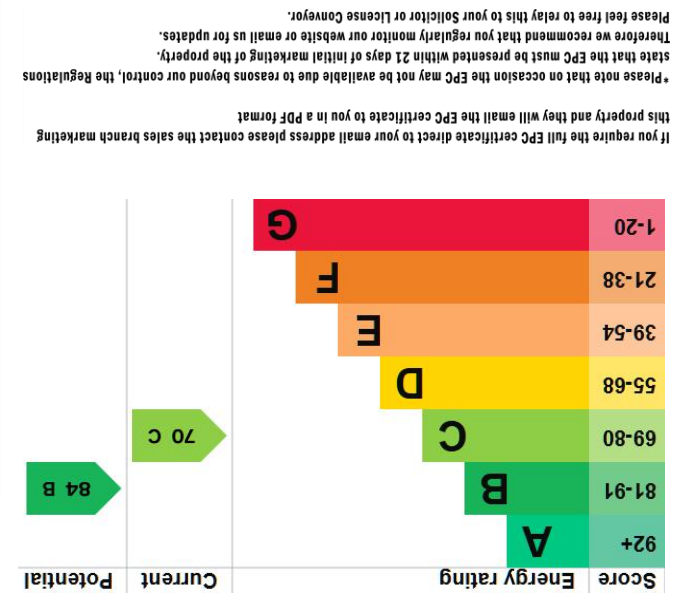 Score Energy rating Current Potential
92+ A
81-91 B 84 B
69-80 C 70 C
55-68 D
39-54 E
21-38 F
1-20 G
If you require the full EPC certificate direct to your email address please contact the sales branch marketing
this property and they will email the EPC certificate to you in a PDF format
*Please note that on occasion the EPC may not be available due to reasons beyond our control, the Regulations
state that the EPC must be presented within 21 days of initial marketing of the property.
Therefore we recommend that you regularly monitor our website or email us for updates.
Please feel free to relay this to your Solicitor or License Conveyor.